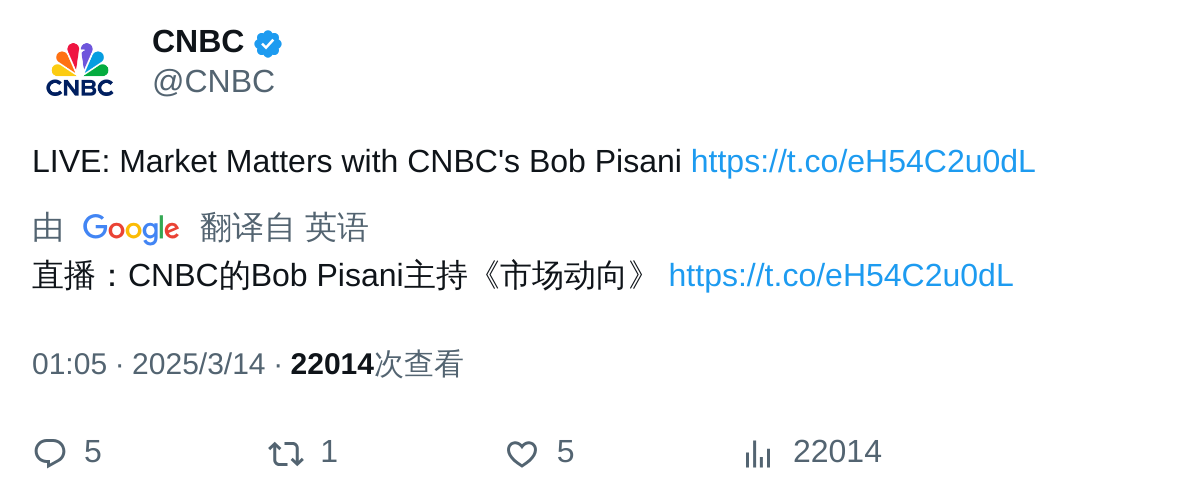 CNBC
CNBC
@CNBC
LIVE: Market Matters with CNBC's Bob Pisani https://t.co/eH54C2u0dL
由 Google 翻译自 英语
直播：CNBC的Bob Pisani主持《市场动向》 https://t.co/eH54C2u0dL
01:05 · 2025/3/14 · 22014次查看
5 1 5 22014